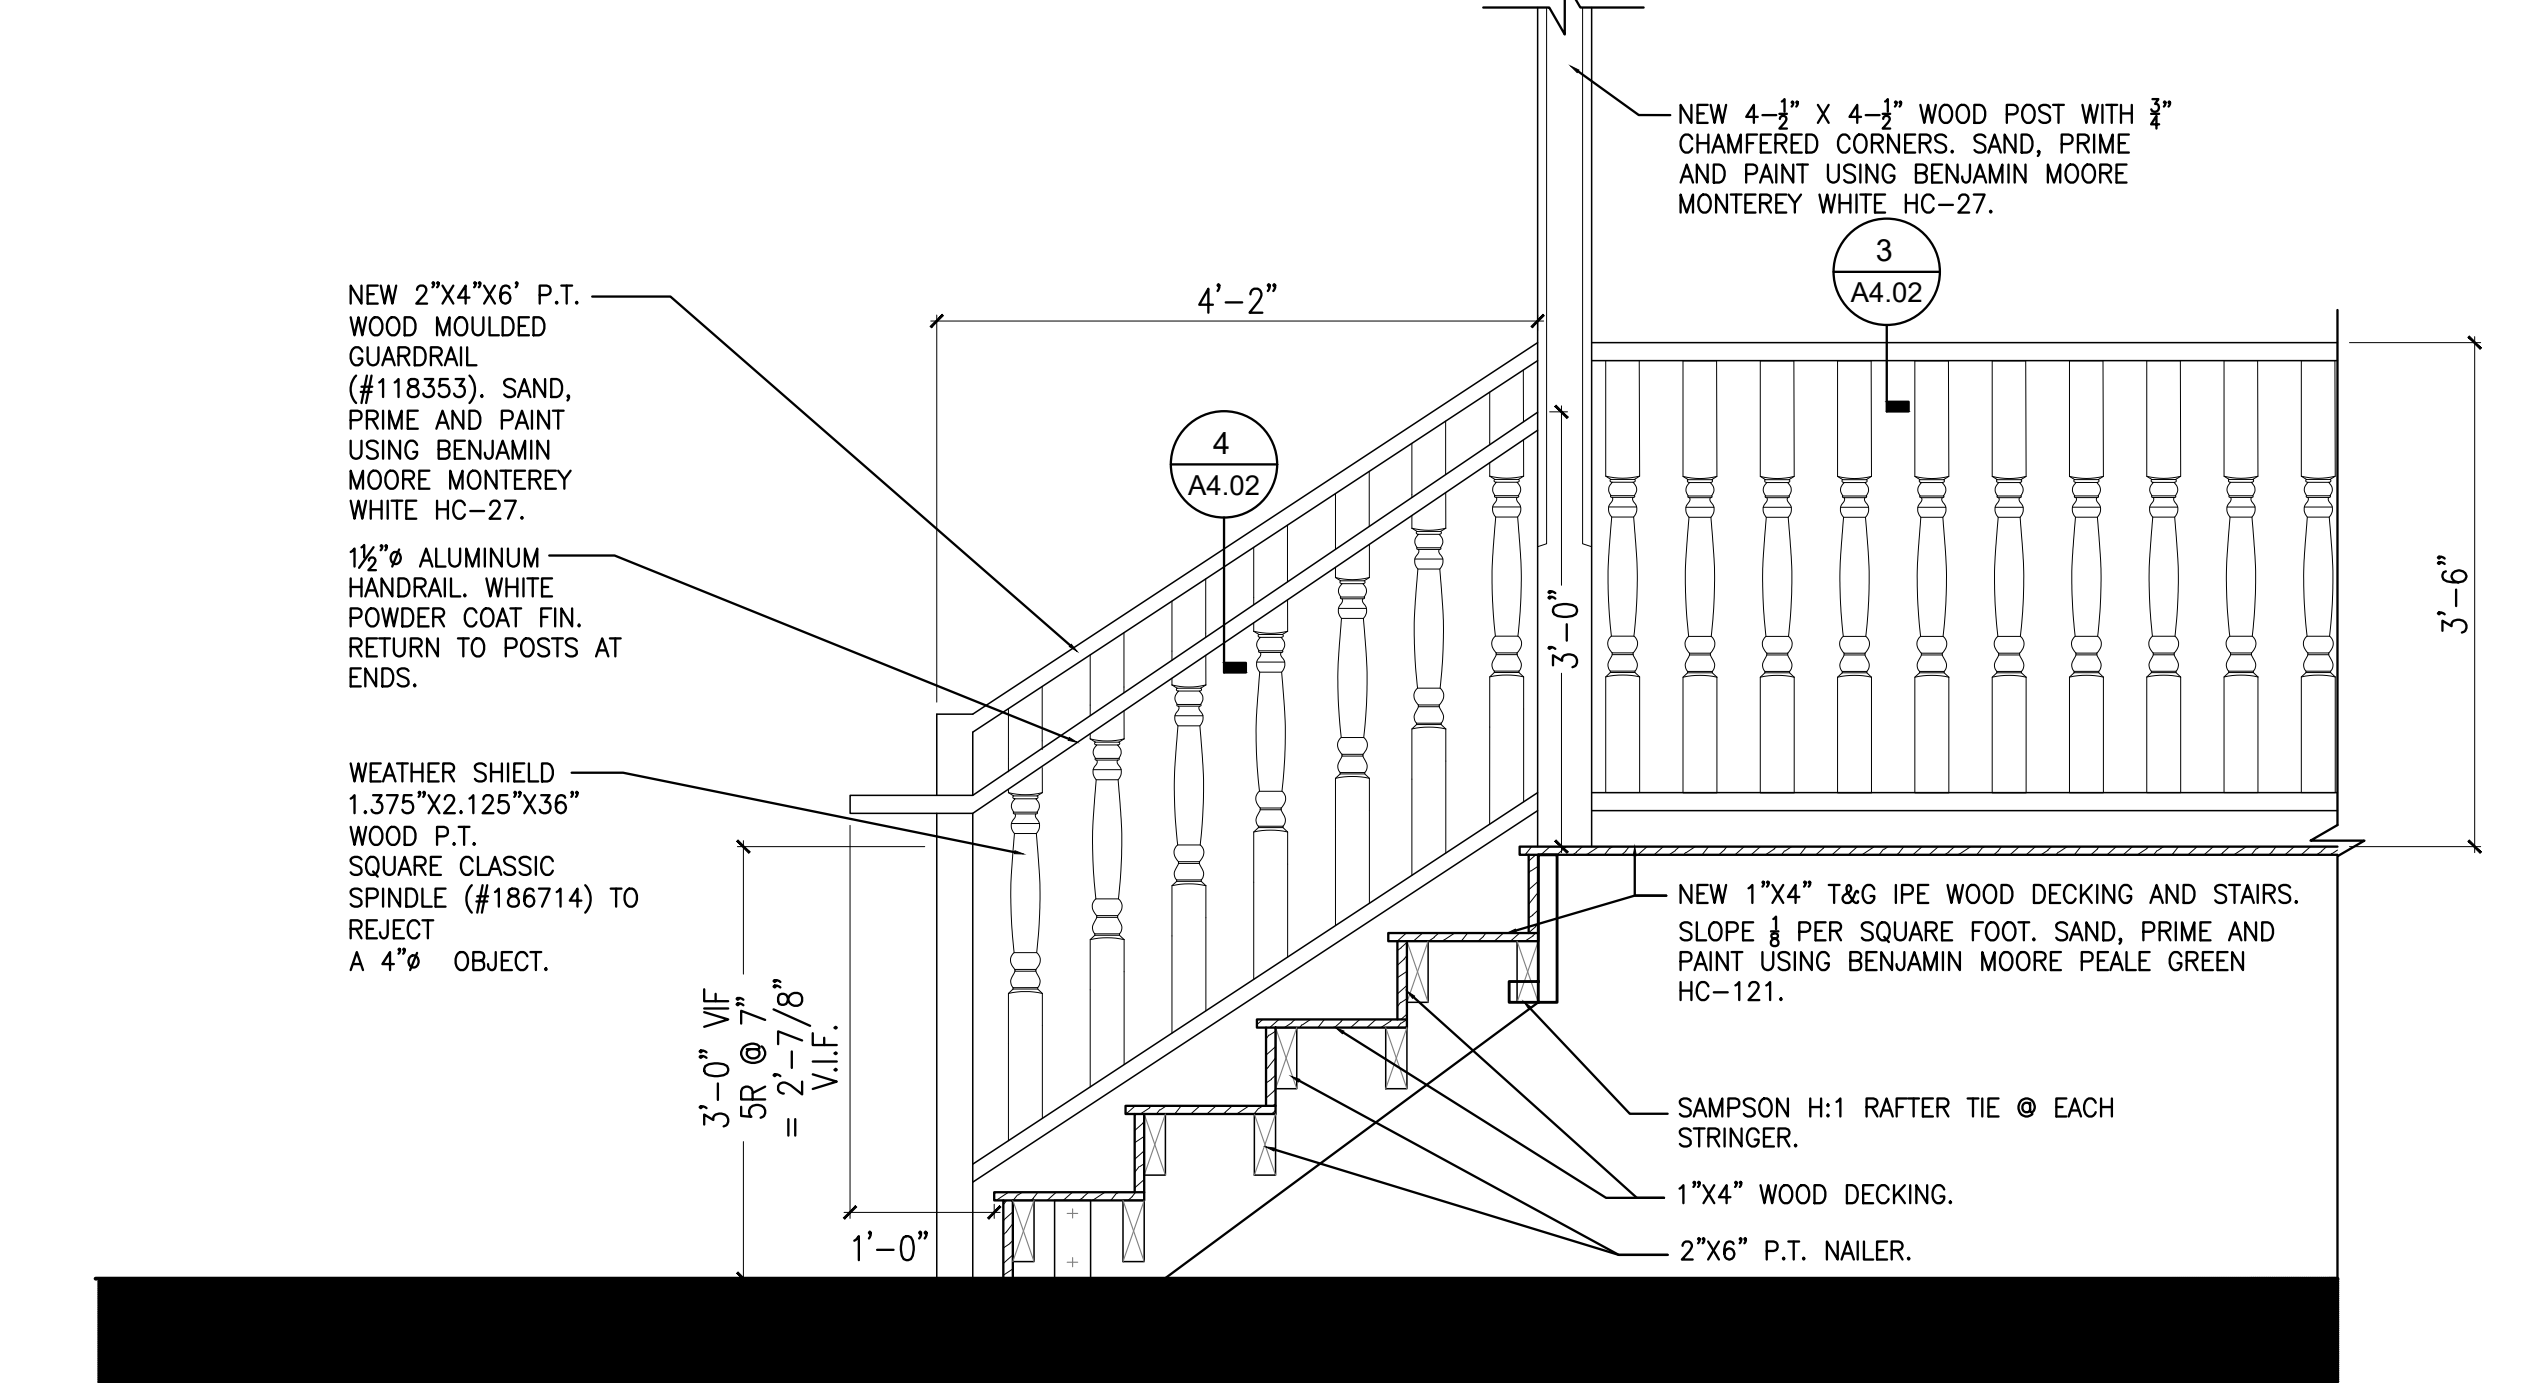 NEW 4-½" X 4-½" WOOD POST WITH ¾"
CHAMFERED CORNERS. SAND, PRIME
AND PAINT USING BENJAMIN MOORE
MONTEREY WHITE HC-27.
3
A4.02
4'-2"
NEW 2"X4"X6' P.T.
WOOD MOULDED
GUARDRAIL
(#118353). SAND,
PRIME AND PAINT
USING BENJAMIN
MOORE MONTEREY
WHITE HC-27.
4
A4.02
1½"ø ALUMINUM
HANDRAIL. WHITE
POWDER COAT FIN.
RETURN TO POSTS AT
ENDS.
3'-0"
3'-6"
WEATHER SHIELD
1.375"X2.125"X36"
WOOD P.T.
SQUARE CLASSIC
SPINDLE (#186714) TO
REJECT
A 4"ø OBJECT.
3'-0" VIF
5R @ 7"
= 2'-7/8"
V.I.F.
1'-0"
NEW 1"X4" T&G IPE WOOD DECKING AND STAIRS.
SLOPE ⅛ PER SQUARE FOOT. SAND, PRIME AND
PAINT USING BENJAMIN MOORE PEALE GREEN
HC-121.
SAMPSON H:1 RAFTER TIE @ EACH
STRINGER.
1"X4" WOOD DECKING.
2"X6" P.T. NAILER.